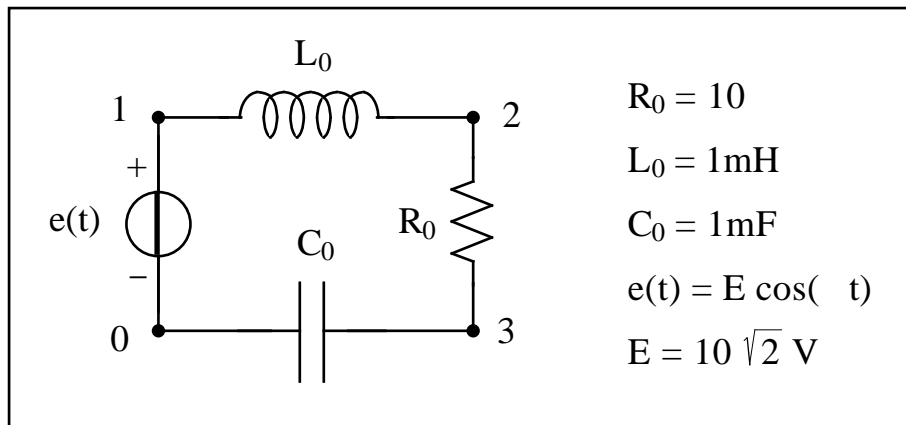 L₀
1
2
+
e(t)
−
R₀
C₀
0
3
R₀ = 10
L₀ = 1mH
C₀ = 1mF
e(t) = E cos( t)
E = 10 √2 V